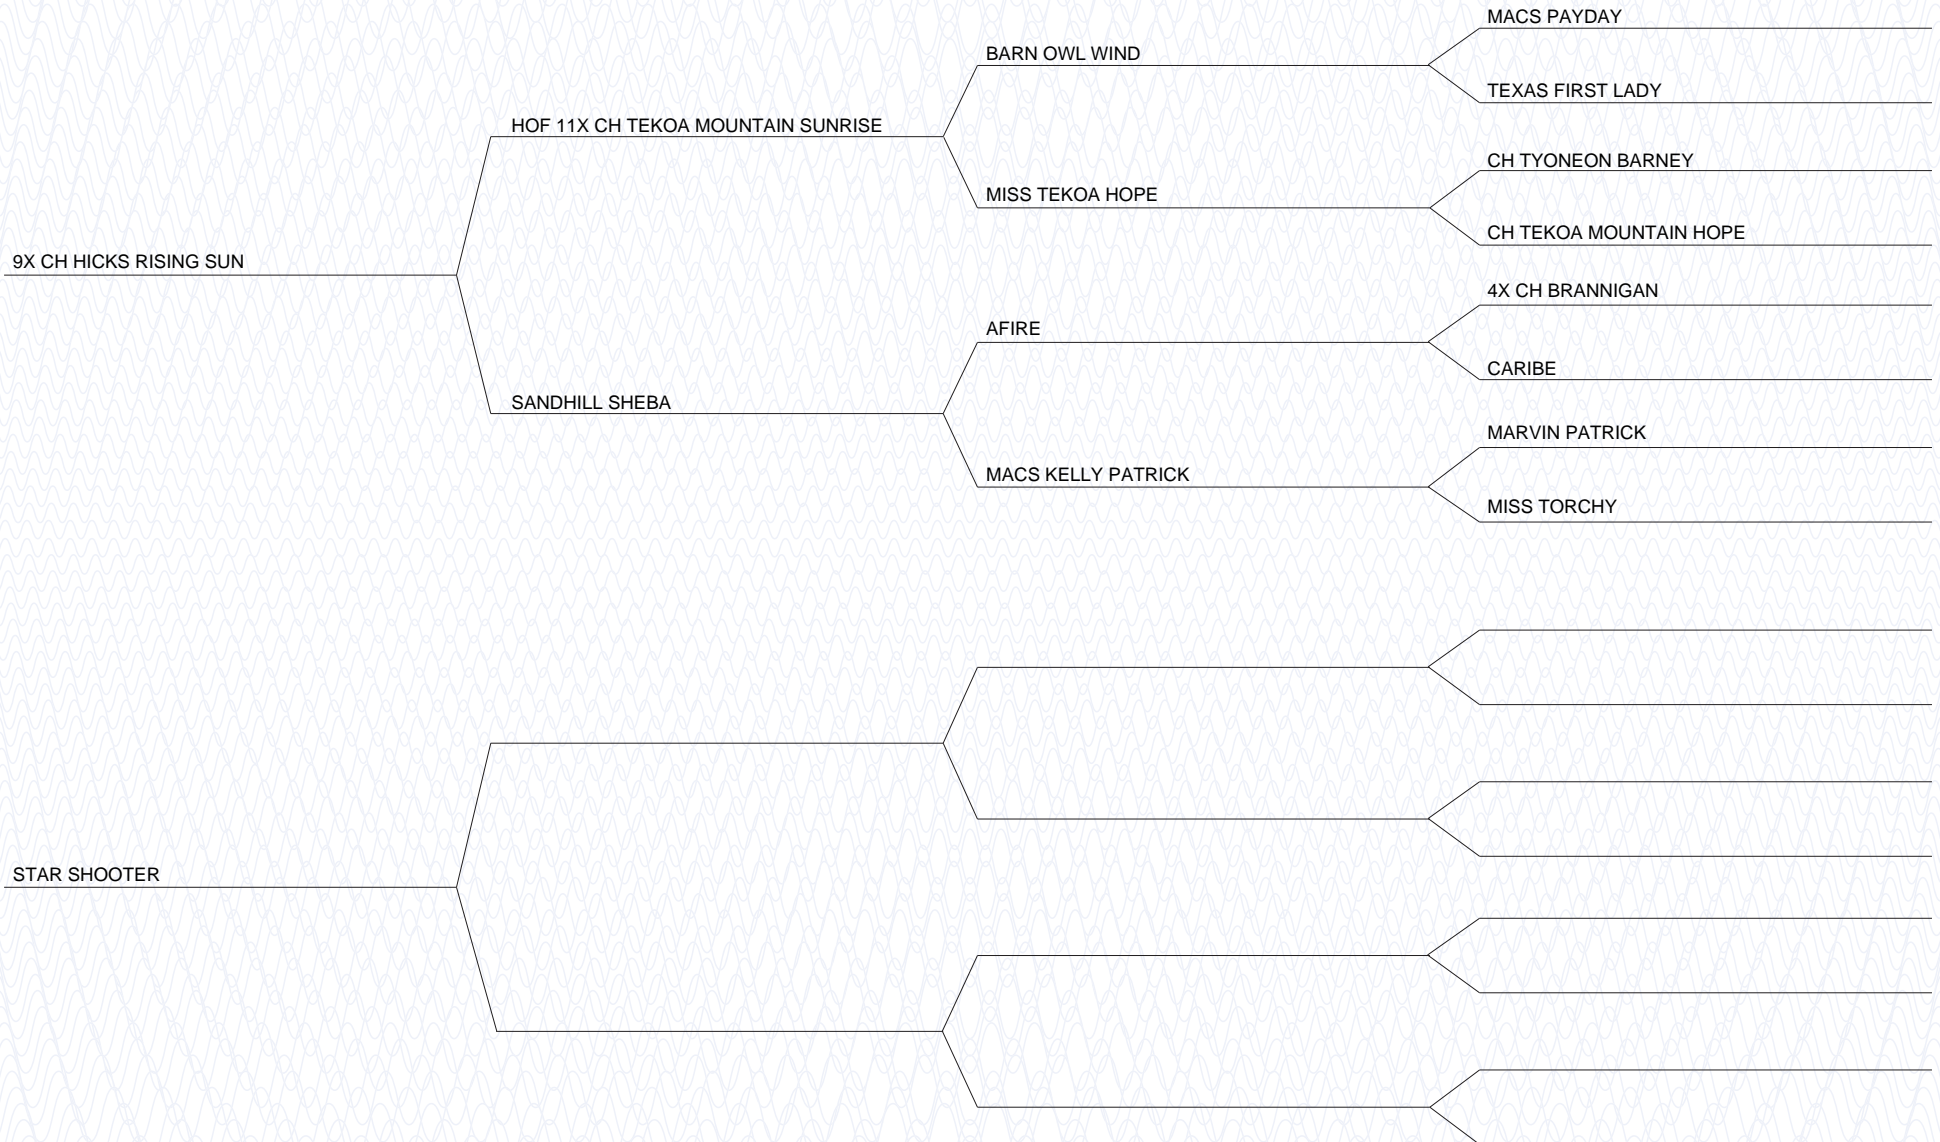 MACS PAYDAY
BARN OWL WIND
TEXAS FIRST LADY
HOF 11X CH TEKOA MOUNTAIN SUNRISE
CH TYONEON BARNEY
MISS TEKOA HOPE
CH TEKOA MOUNTAIN HOPE
9X CH HICKS RISING SUN
4X CH BRANNIGAN
AFIRE
CARIBE
SANDHILL SHEBA
MARVIN PATRICK
MACS KELLY PATRICK
MISS TORCHY
STAR SHOOTER